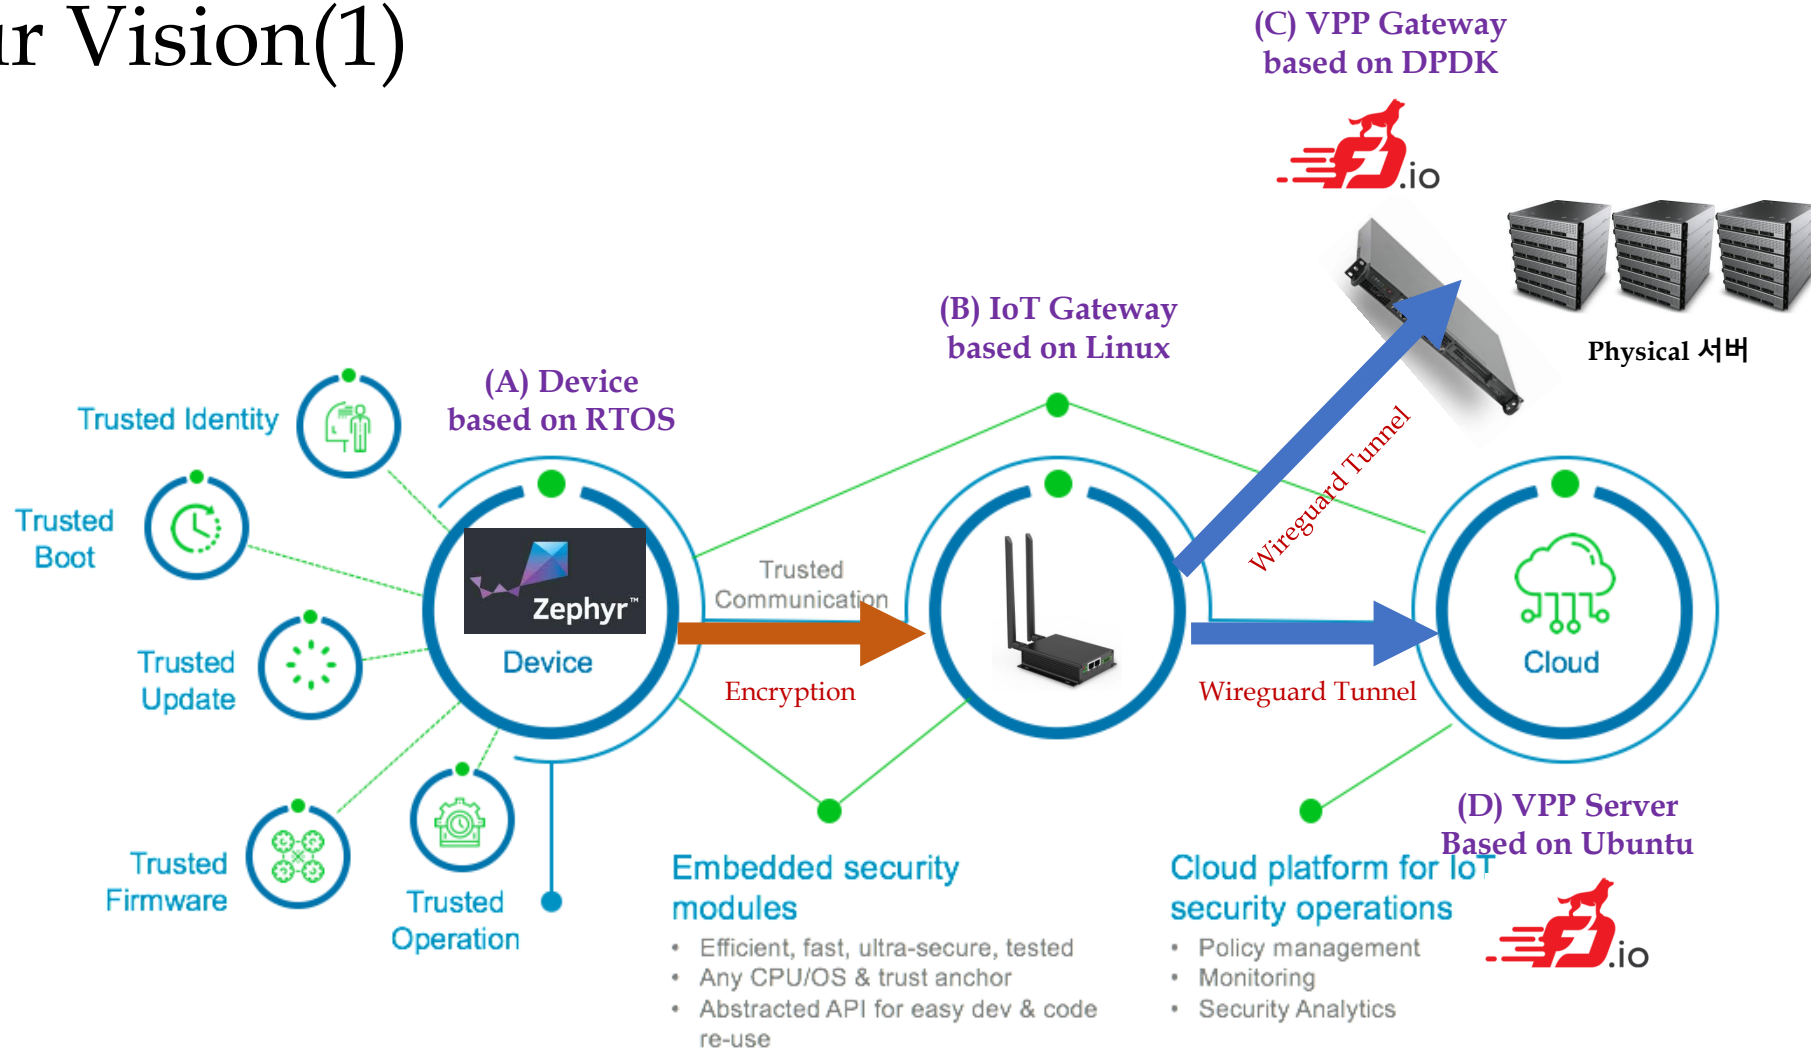 ur Vision(1)
(C) VPP Gateway
based on DPDK
.io
Physical 서버
(B) IoT Gateway
based on Linux
(A) Device
based on RTOS
Trusted Identity
Trusted
Boot
Trusted
Update
Trusted
Firmware
Trusted
Operation
Zephyr™
Device
Trusted
Communication
Encryption
Wireguard Tunnel
Wireguard Tunnel
Cloud
(D) VPP Server
Based on Ubuntu
.io
Embedded security
modules
• Efficient, fast, ultra-secure, tested
• Any CPU/OS & trust anchor
• Abstracted API for easy dev & code
re-use
Cloud platform for IoT
security operations
• Policy management
• Monitoring
• Security Analytics